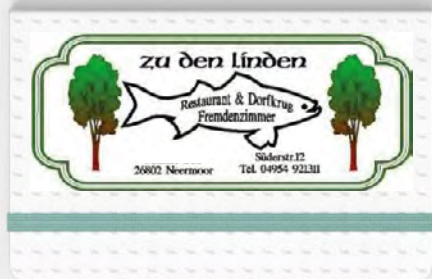 zu den linden
Restaurant & Dorfkrug
Fremdenzimmer
Süderstr.12
26802 Neermoor Tel. 04954 921311